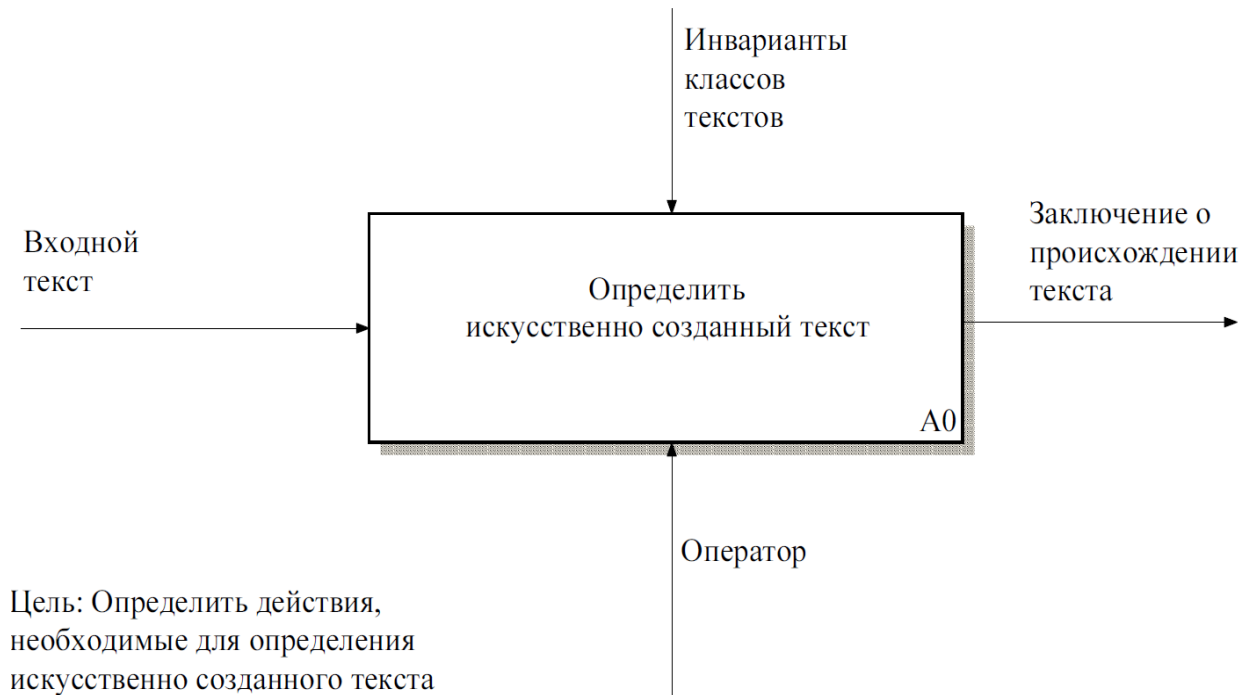 Инварианты
классов
текстов
Входной
текст
Определить
искусственно созданный текст
A0
Заключение о
происхождении
текста
Оператор
Цель: Определить действия,
необходимые для определения
искусственно созданного текста